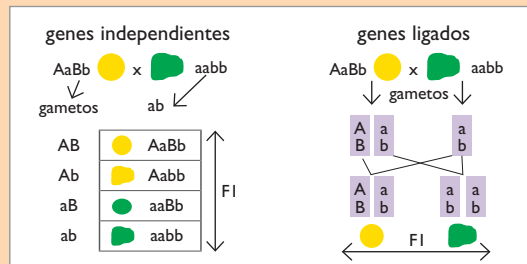 genes independientes
AaBb x aabb
gametos ab
AB AaBb
Ab Aabb
aB aaBb
ab aabb
F1
genes ligados
AaBb x aabb
gametos
A a a
B b b
A a a a
B b b b
F1